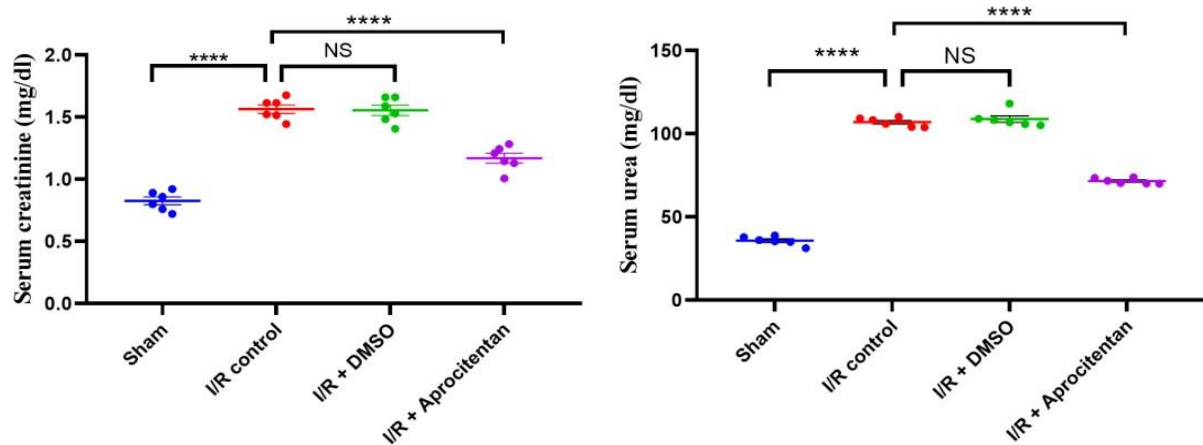 ****
NS
****
Serum creatinine (mg/dl)
2.0
1.5
1.0
0.5
0.0
Sham
I/R control
I/R + DMSO
I/R + Aprocitentan
****
NS
****
Serum urea (mg/dl)
150
100
50
0
Sham
I/R control
I/R + DMSO
I/R + Aprocitentan